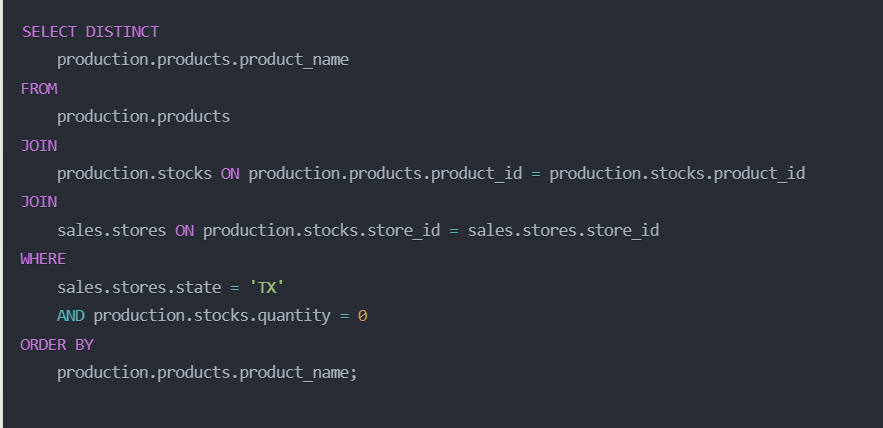 SELECT DISTINCT
    production.products.product_name
FROM
    production.products
JOIN
    production.stocks ON production.products.product_id = production.stocks.product_id
JOIN
    sales.stores ON production.stocks.store_id = sales.stores.store_id
WHERE
    sales.stores.state = 'TX'
    AND production.stocks.quantity = 0
ORDER BY
    production.products.product_name;